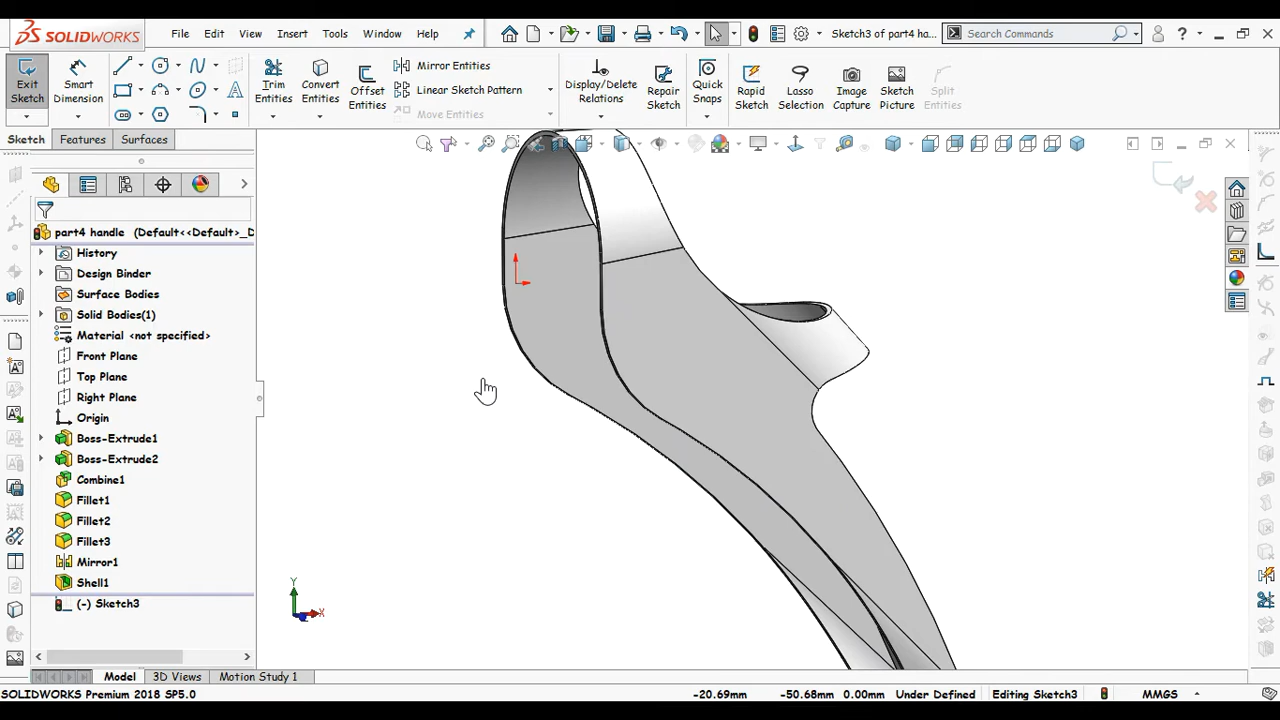 SOLIDWORKS File Edit View Insert Tools Window Help Sketch3 of part4 ha... Search Commands ?
Exit Sketch
Smart Dimension
Trim Entities
Convert Entities
Offset Entities
Mirror Entities
Linear Sketch Pattern
Move Entities
Display/Delete Relations
Repair Sketch
Quick Snaps
Rapid Sketch
Lasso Selection
Image Capture
Sketch Picture
Split Entities
Sketch Features Surfaces
part4 handle (Default<<Default>_D
History
Design Binder
Surface Bodies
Solid Bodies(1)
Material <not specified>
Front Plane
Top Plane
Right Plane
Origin
Boss-Extrude1
Boss-Extrude2
Combine1
Fillet1
Fillet2
Fillet3
Mirror1
Shell1
(-) Sketch3
Y
X
Model 3D Views Motion Study 1
SOLIDWORKS Premium 2018 SP5.0 -20.69mm -50.68mm 0.00mm Under Defined Editing Sketch3 MMGS